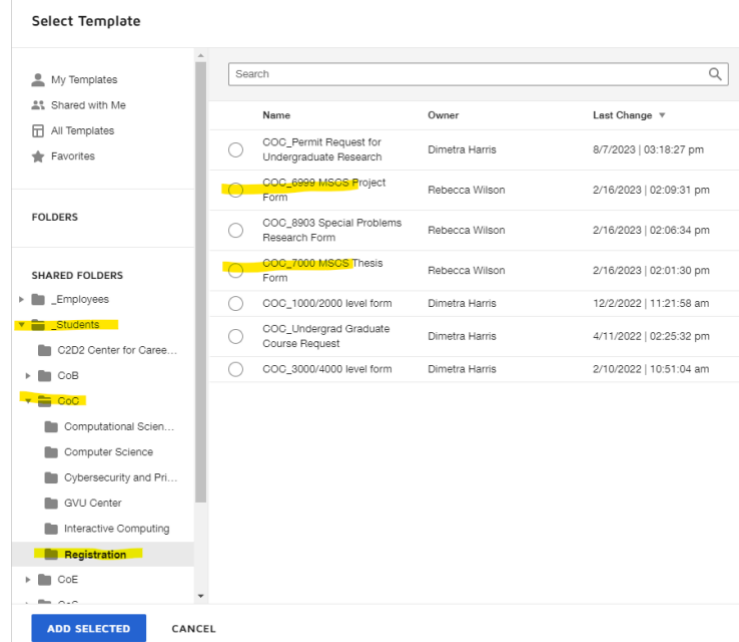 Select Template
My Templates
Shared with Me
All Templates
Favorites
FOLDERS
SHARED FOLDERS
_Employees
_Students
C2D2 Center for Caree...
CoB
CoC
Computational Scien...
Computer Science
Cybersecurity and Pri...
GVU Center
Interactive Computing
Registration
CoE
Search
Name Owner Last Change
COC_Permit Request for
Undergraduate Research
Dimetra Harris 8/7/2023 | 03:18:27 pm
COC_6999 MSCS Project
Form
Rebecca Wilson 2/16/2023 | 02:09:31 pm
COC_8903 Special Problems
Research Form
Rebecca Wilson 2/16/2023 | 02:06:34 pm
COC_7000 MSCS Thesis
Form
Rebecca Wilson 2/16/2023 | 02:01:30 pm
COC_1000/2000 level form Dimetra Harris 12/2/2022 | 11:21:58 am
COC_Undergrad Graduate
Course Request
Dimetra Harris 4/11/2022 | 02:25:32 pm
COC_3000/4000 level form Dimetra Harris 2/10/2022 | 10:51:04 am
ADD SELECTED CANCEL